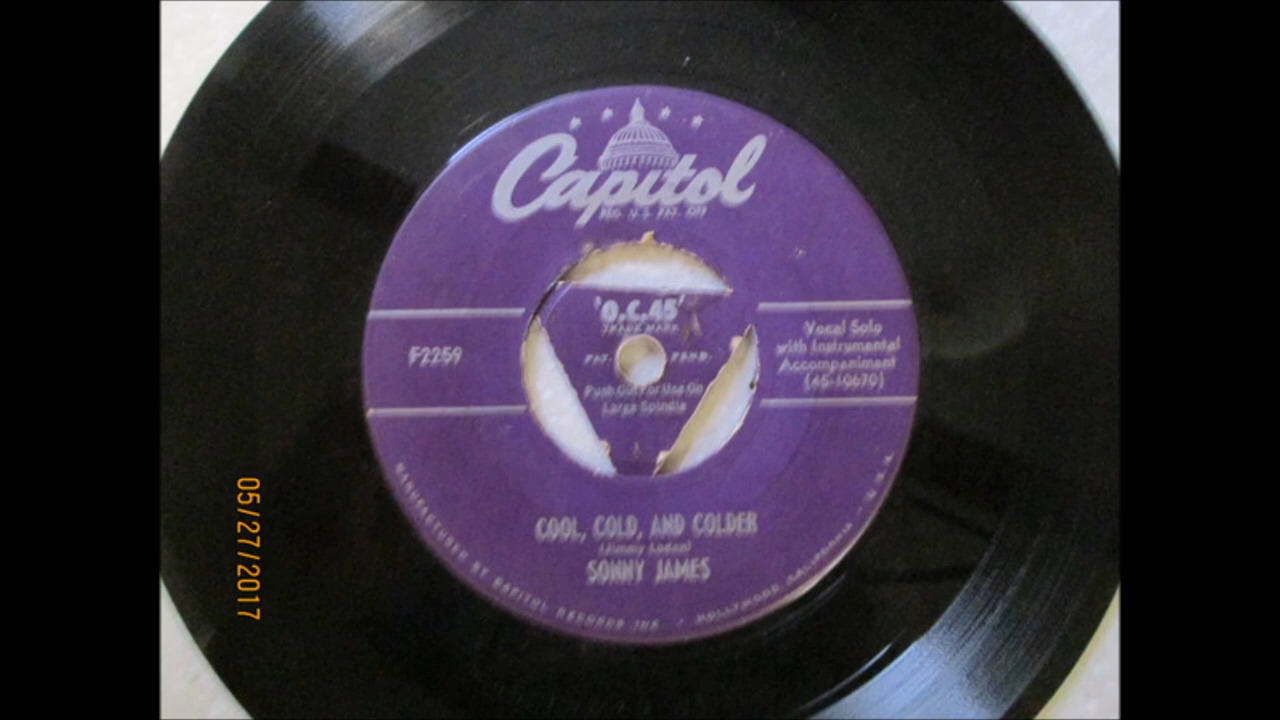 Capitol
REG. U.S. PAT. OFF
'O.C.45'
TRADE MARK
PAT. PEND.
Push Out For Use On
Large Spindle
F2259
Vocal Solo
with Instrumental
Accompaniment
(45-10670)
COOL, COLD, AND COLDER
(Jimmy Loden)
SONNY JAMES
MANUFACTURED BY CAPITOL RECORDS INC / HOLLYWOOD, CALIFORNIA / U.S.A.
05/27/2017